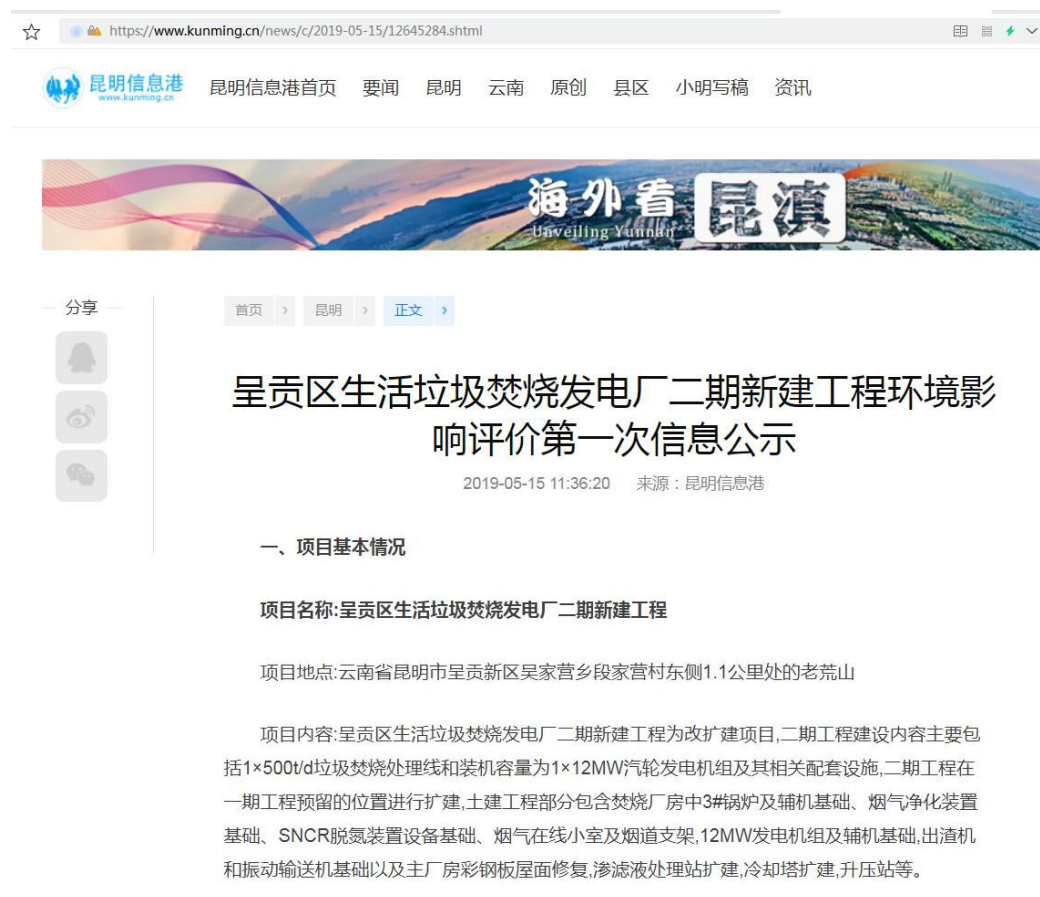 https://www.kunming.cn/news/c/2019-05-15/12645284.shtml
昆明信息港
www.kunming.cn
昆明信息港首页 要闻 昆明 云南 原创 县区 小明写稿 资讯
海外看昆滇
Unveiling Yunnan
分享
首页 › 昆明 › 正文 ›
呈贡区生活垃圾焚烧发电厂二期新建工程环境影
响评价第一次信息公示
2019-05-15 11:36:20 来源：昆明信息港
一、项目基本情况
项目名称:呈贡区生活垃圾焚烧发电厂二期新建工程
项目地点:云南省昆明市呈贡新区吴家营乡段家营村东侧1.1公里处的老荒山
项目内容:呈贡区生活垃圾焚烧发电厂二期新建工程为改扩建项目,二期工程建设内容主要包
括1×500t/d垃圾焚烧处理线和装机容量为1×12MW汽轮发电机组及其相关配套设施,二期工程在
一期工程预留的位置进行扩建,土建工程部分包含焚烧厂房中3#锅炉及辅机基础、烟气净化装置
基础、SNCR脱氮装置设备基础、烟气在线小室及烟道支架,12MW发电机组及辅机基础,出渣机
和振动输送机基础以及主厂房彩钢板屋面修复,渗滤液处理站扩建,冷却塔扩建,升压站等。